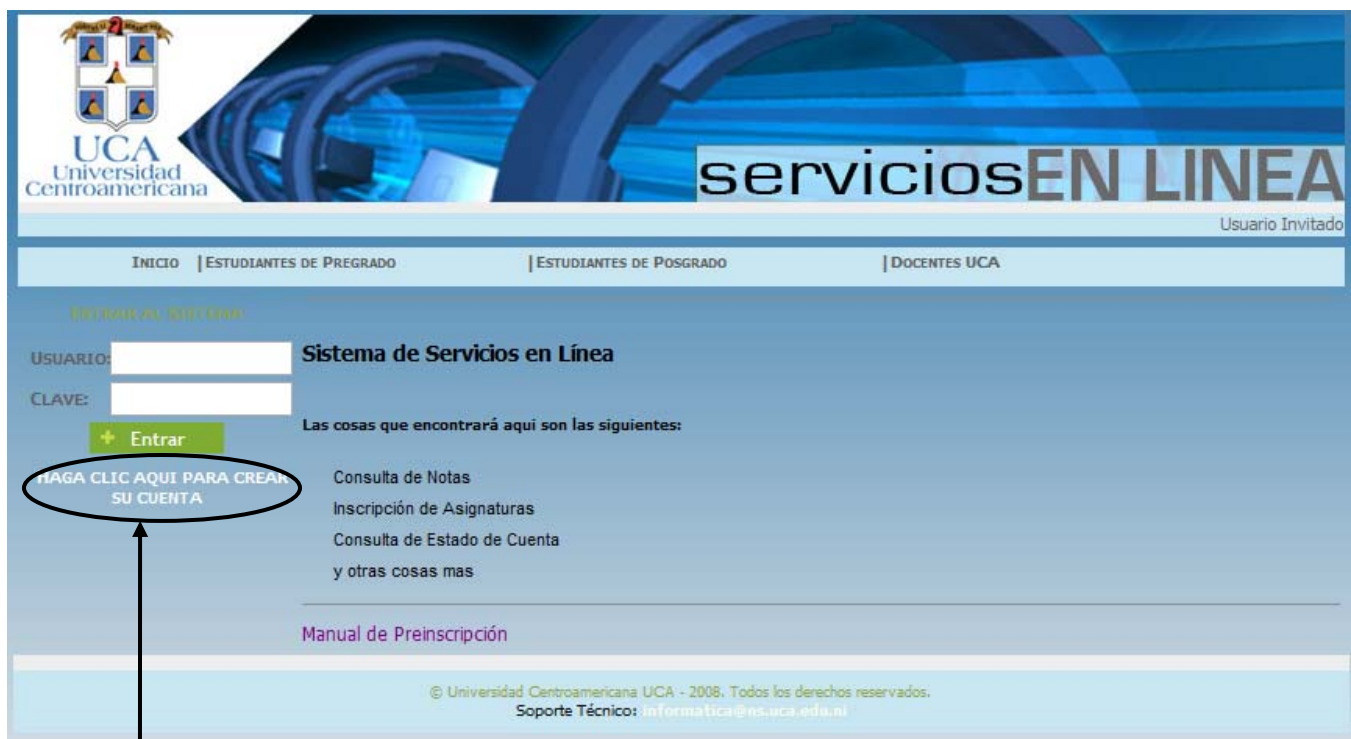 UCA
Universidad
Centroamericana
serviciosEN LINEA
Usuario Invitado
INICIO | ESTUDIANTES DE PREGRADO | ESTUDIANTES DE POSGRADO | DOCENTES UCA
ENTRAR AL SISTEMA
USUARIO:
CLAVE:
+ Entrar
HAGA CLIC AQUI PARA CREAR
SU CUENTA
Sistema de Servicios en Línea
Las cosas que encontrará aqui son las siguientes:
Consulta de Notas
Inscripción de Asignaturas
Consulta de Estado de Cuenta
y otras cosas mas
Manual de Preinscripción
© Universidad Centroamericana UCA - 2008. Todos los derechos reservados.
Soporte Técnico: informatica@ns.uca.edu.ni